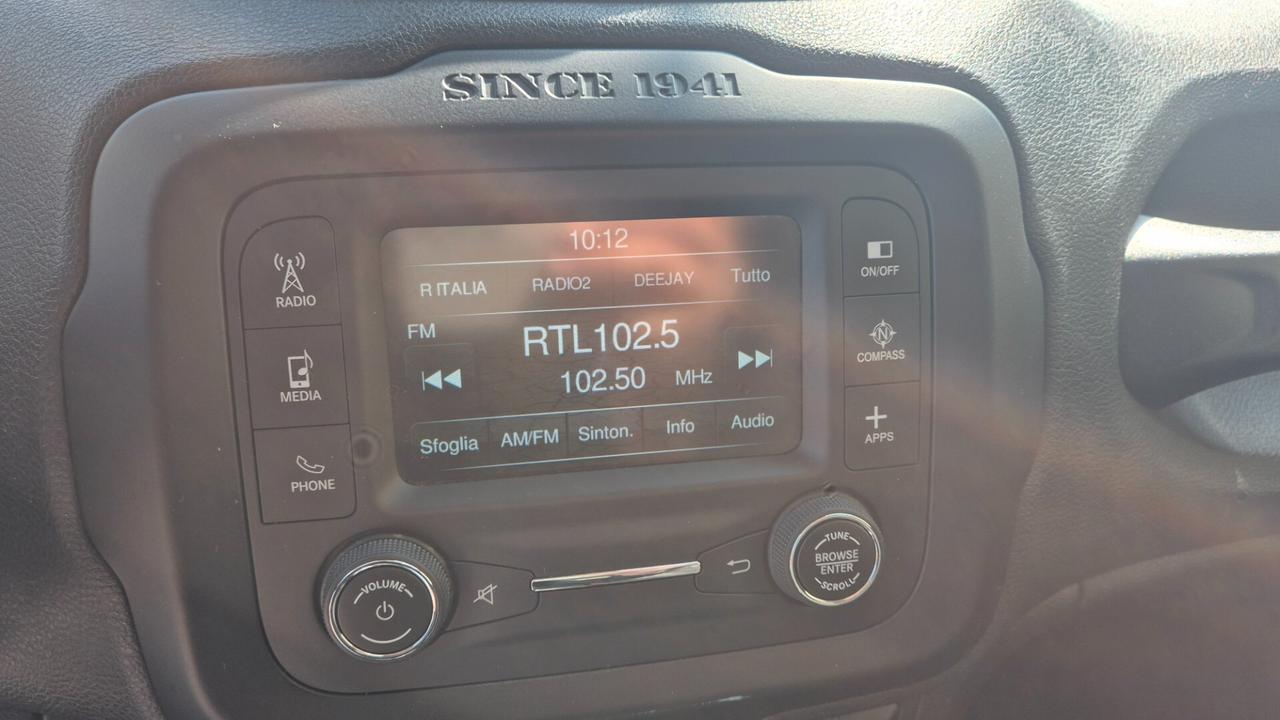 SINCE 1941
10:12
R ITALIA RADIO2 DEEJAY Tutto
FM
RTL102.5
102.50 MHz
Sfoglia AM/FM Sinton. Info Audio
RADIO
MEDIA
PHONE
ON/OFF
N
COMPASS
APPS
VOLUME
TUNE
BROWSE
ENTER
SCROLL